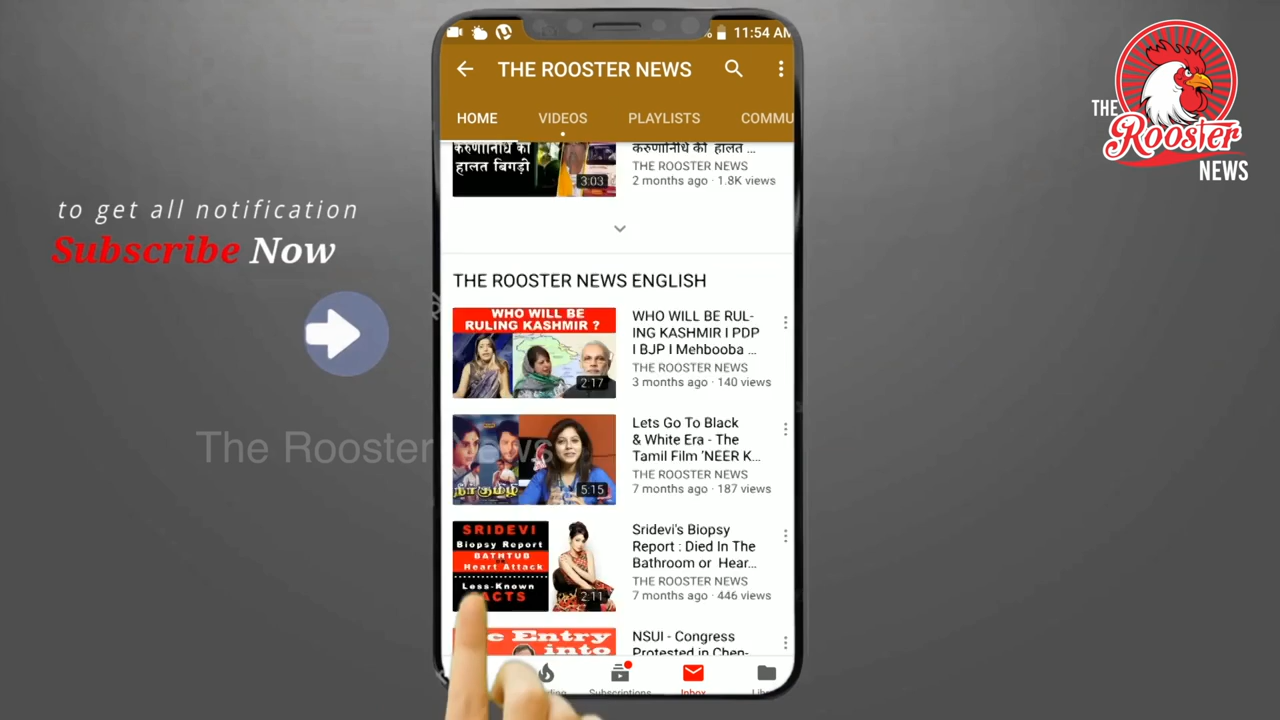 11:54 AM
THE ROOSTER NEWS
HOME VIDEOS PLAYLISTS COMMU
करुणानिधि की
हालत बिगड़ी
3:03
करुणानिधि की हालत ...
THE ROOSTER NEWS
2 months ago · 1.8K views
THE
Rooster
NEWS
to get all notification
Subscribe Now
THE ROOSTER NEWS ENGLISH
WHO WILL BE
RULING KASHMIR ?
2:17
WHO WILL BE RUL-
ING KASHMIR I PDP
I BJP I Mehbooba ...
THE ROOSTER NEWS
3 months ago · 140 views
The Rooster News
நீர்குமிழி
5:15
Lets Go To Black
& White Era - The
Tamil Film 'NEER K...
THE ROOSTER NEWS
7 months ago · 187 views
SRIDEVI
Biopsy Report
BATHTUB
OR
Heart Attack
Less-Known
FACTS
2:11
Sridevi's Biopsy
Report : Died In The
Bathroom or Hear...
THE ROOSTER NEWS
7 months ago · 446 views
Entry
into
NSUI - Congress
Protested in Chen-
Subscriptions Inbox